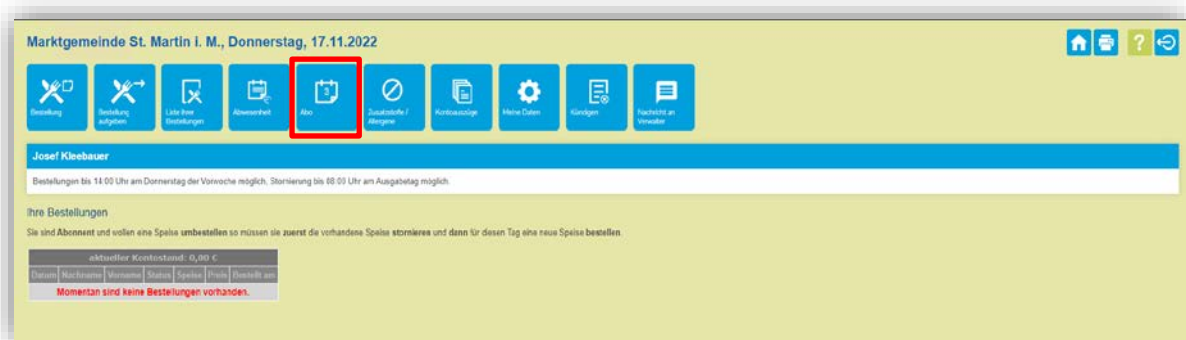 Marktgemeinde St. Martin i. M., Donnerstag, 17.11.2022
?
Bestellung
Bestellung aufgeben
Liste Ihrer Bestellungen
Abwesenheit
3
Abo
Zusatzstoffe / Allergene
Kontoauszüge
Meine Daten
Kündigen
Nachricht an Verwalter
Josef Kleebauer
Bestellungen bis 14:00 Uhr am Donnerstag der Vorwoche möglich, Stornierung bis 08:00 Uhr am Ausgabetag möglich.
Ihre Bestellungen
Sie sind Abonnent und wollen eine Speise umbestellen so müssen sie zuerst die vorhandene Speise stornieren und dann für diesen Tag eine neue Speise bestellen.
aktueller Kontostand: 0,00 €
Datum Nachname Vorname Status Speise Preis Bestellt am
Momentan sind keine Bestellungen vorhanden.